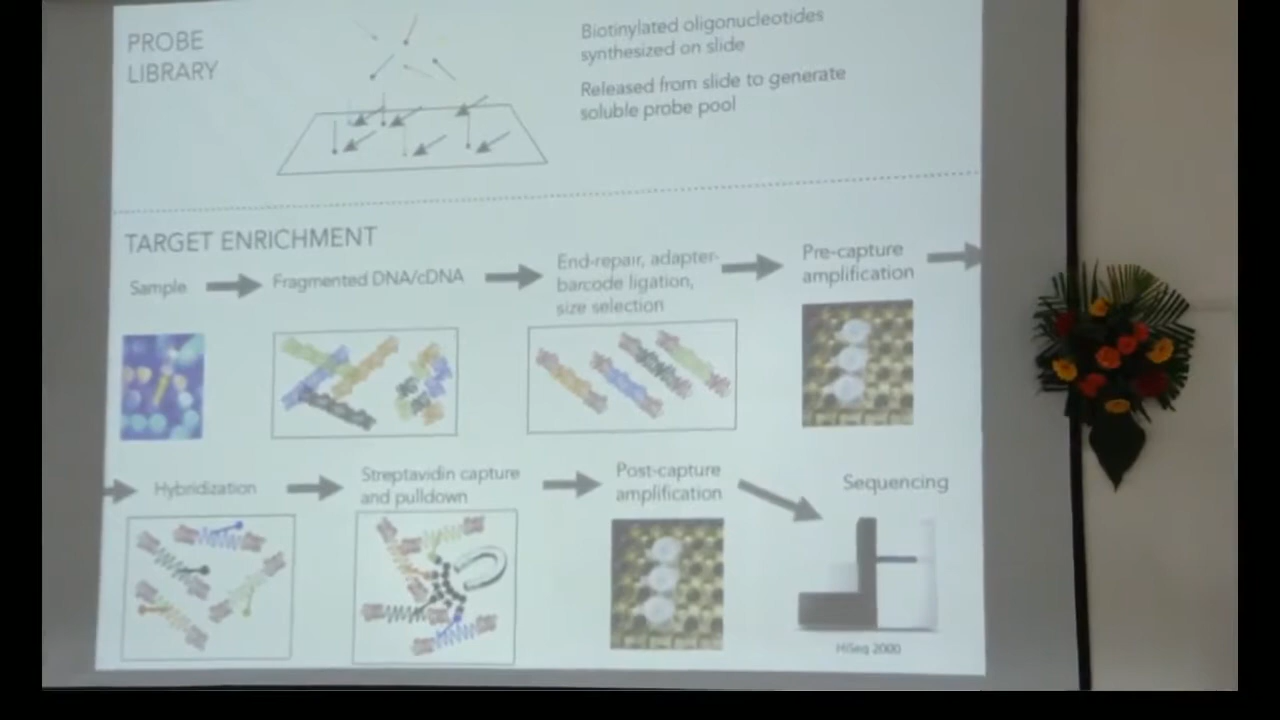 PROBE
LIBRARY
Biotinylated oligonucleotides
synthesized on slide
Released from slide to generate
soluble probe pool
TARGET ENRICHMENT
Sample
Fragmented DNA/cDNA
End-repair, adapter-
barcode ligation,
size selection
Pre-capture
amplification
Hybridization
Streptavidin capture
and pulldown
Post-capture
amplification
Sequencing
HiSeq 2000